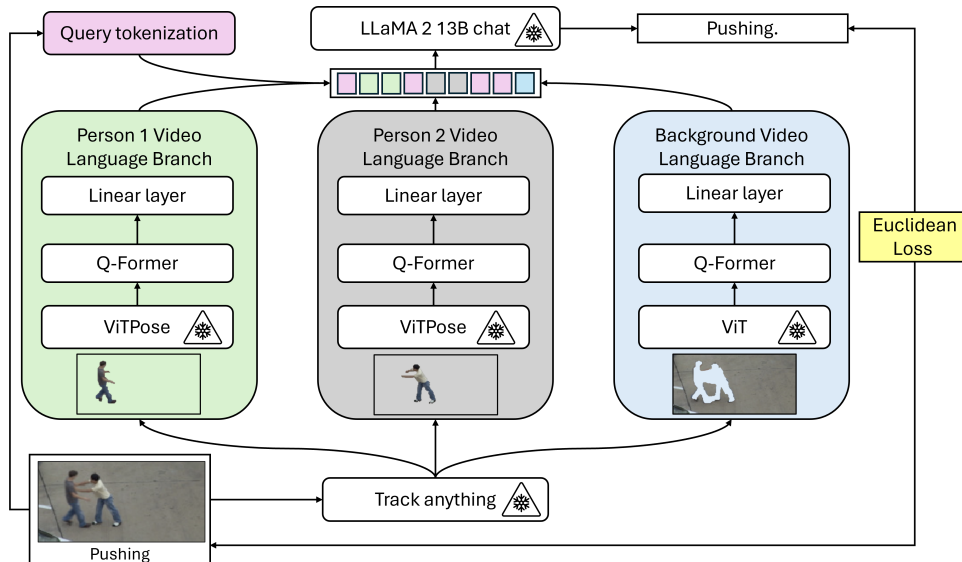 Query tokenization
LLaMA 2 13B chat
Pushing.
Person 1 Video
Language Branch
Linear layer
Q-Former
ViTPose
Person 2 Video
Language Branch
Linear layer
Q-Former
ViTPose
Background Video
Language Branch
Linear layer
Q-Former
ViT
Euclidean
Loss
Track anything
Pushing